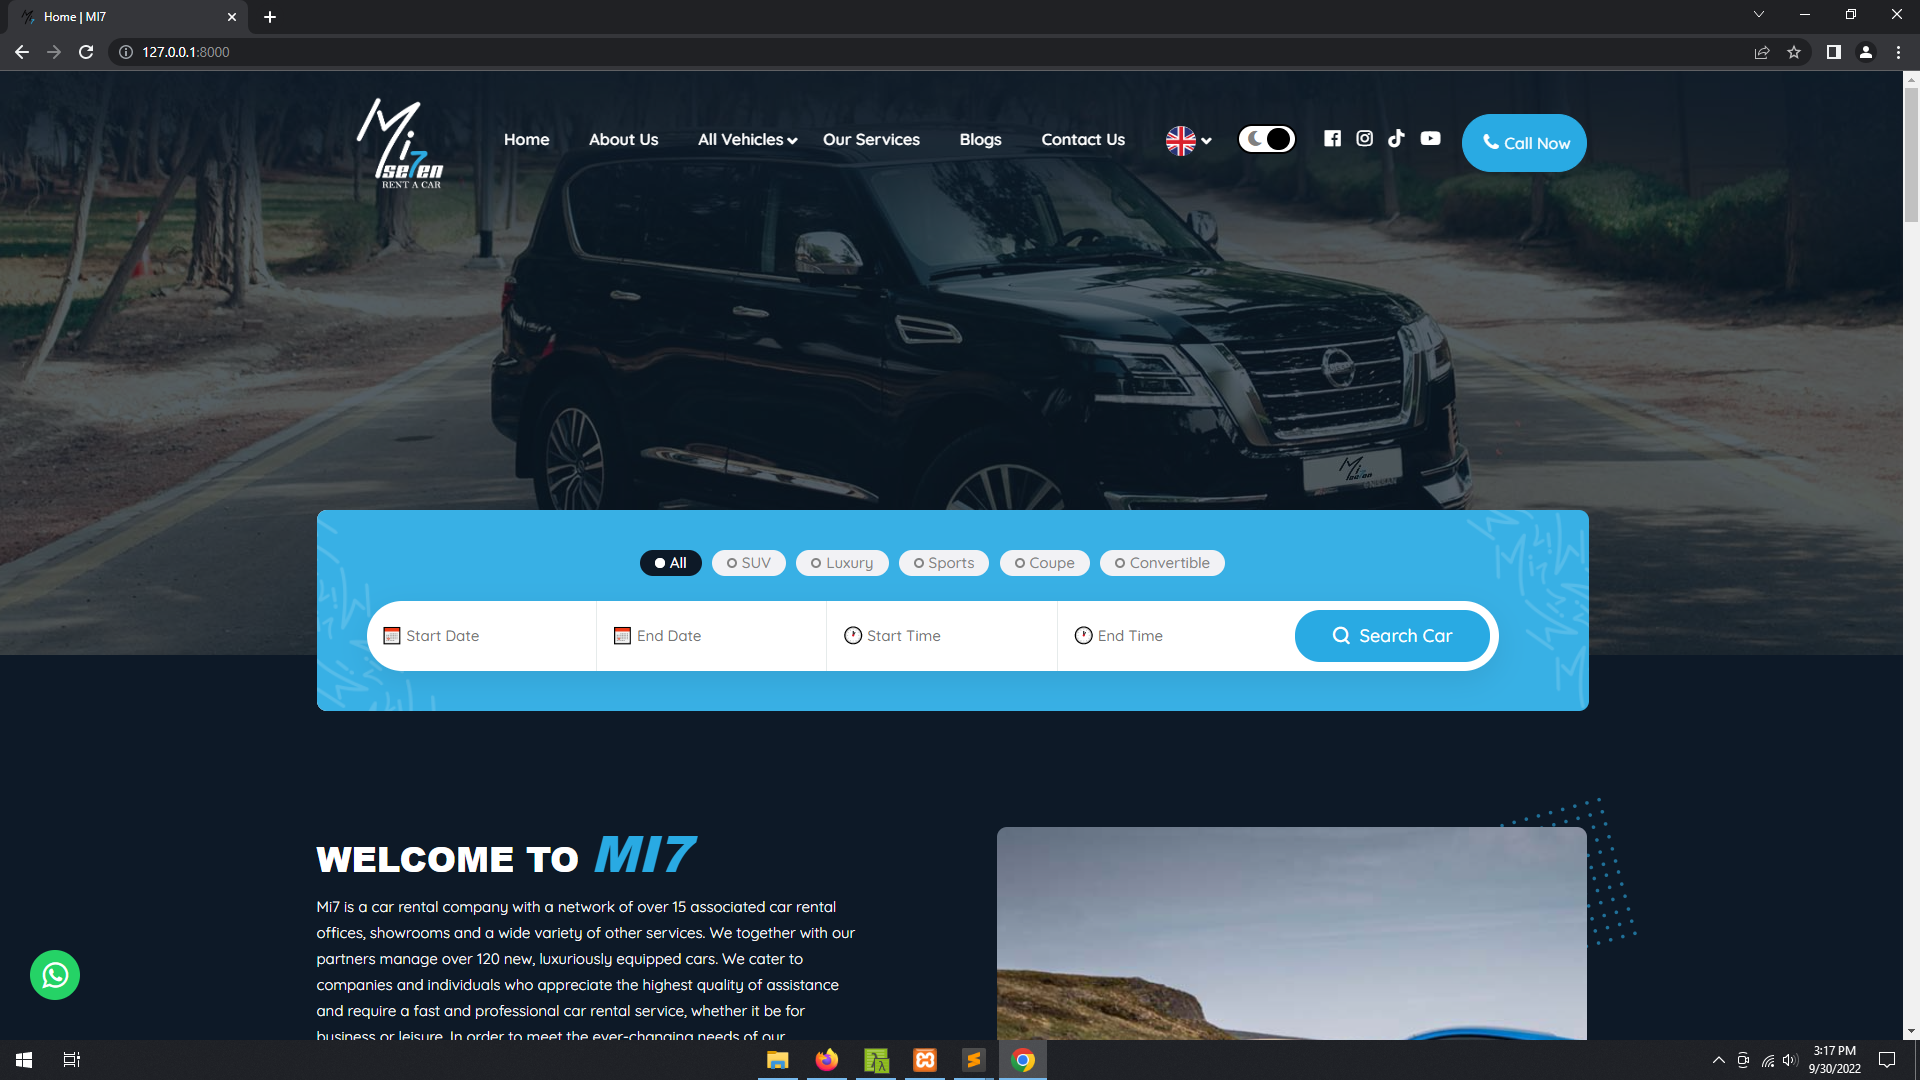 Home | MI7
127.0.0.1:8000
Mi
se7en
RENT A CAR
Home
About Us
All Vehicles
Our Services
Blogs
Contact Us
Call Now
Mi
se7en
All
SUV
Luxury
Sports
Coupe
Convertible
Start Date
End Date
Start Time
End Time
Search Car
WELCOME TO MI7
Mi7 is a car rental company with a network of over 15 associated car rental
offices, showrooms and a wide variety of other services. We together with our
partners manage over 120 new, luxuriously equipped cars. We cater to
companies and individuals who appreciate the highest quality of assistance
and require a fast and professional car rental service, whether it be for
business or leisure. In order to meet the ever-changing needs of our
3:17 PM
9/30/2022